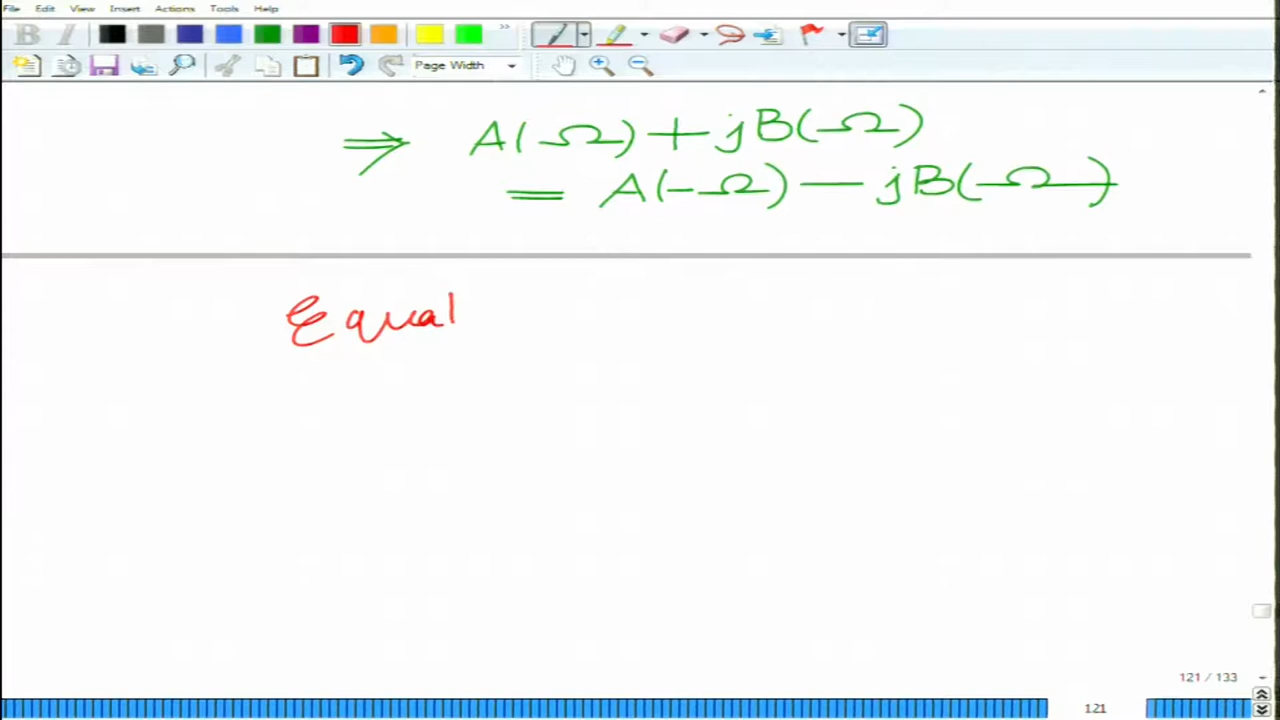 File Edit View Insert Actions Tools Help
B I
Page Width
⇒ A(Ω) + jB(Ω)
= A(-Ω) - jB(-Ω)
Equal
121 / 133
121